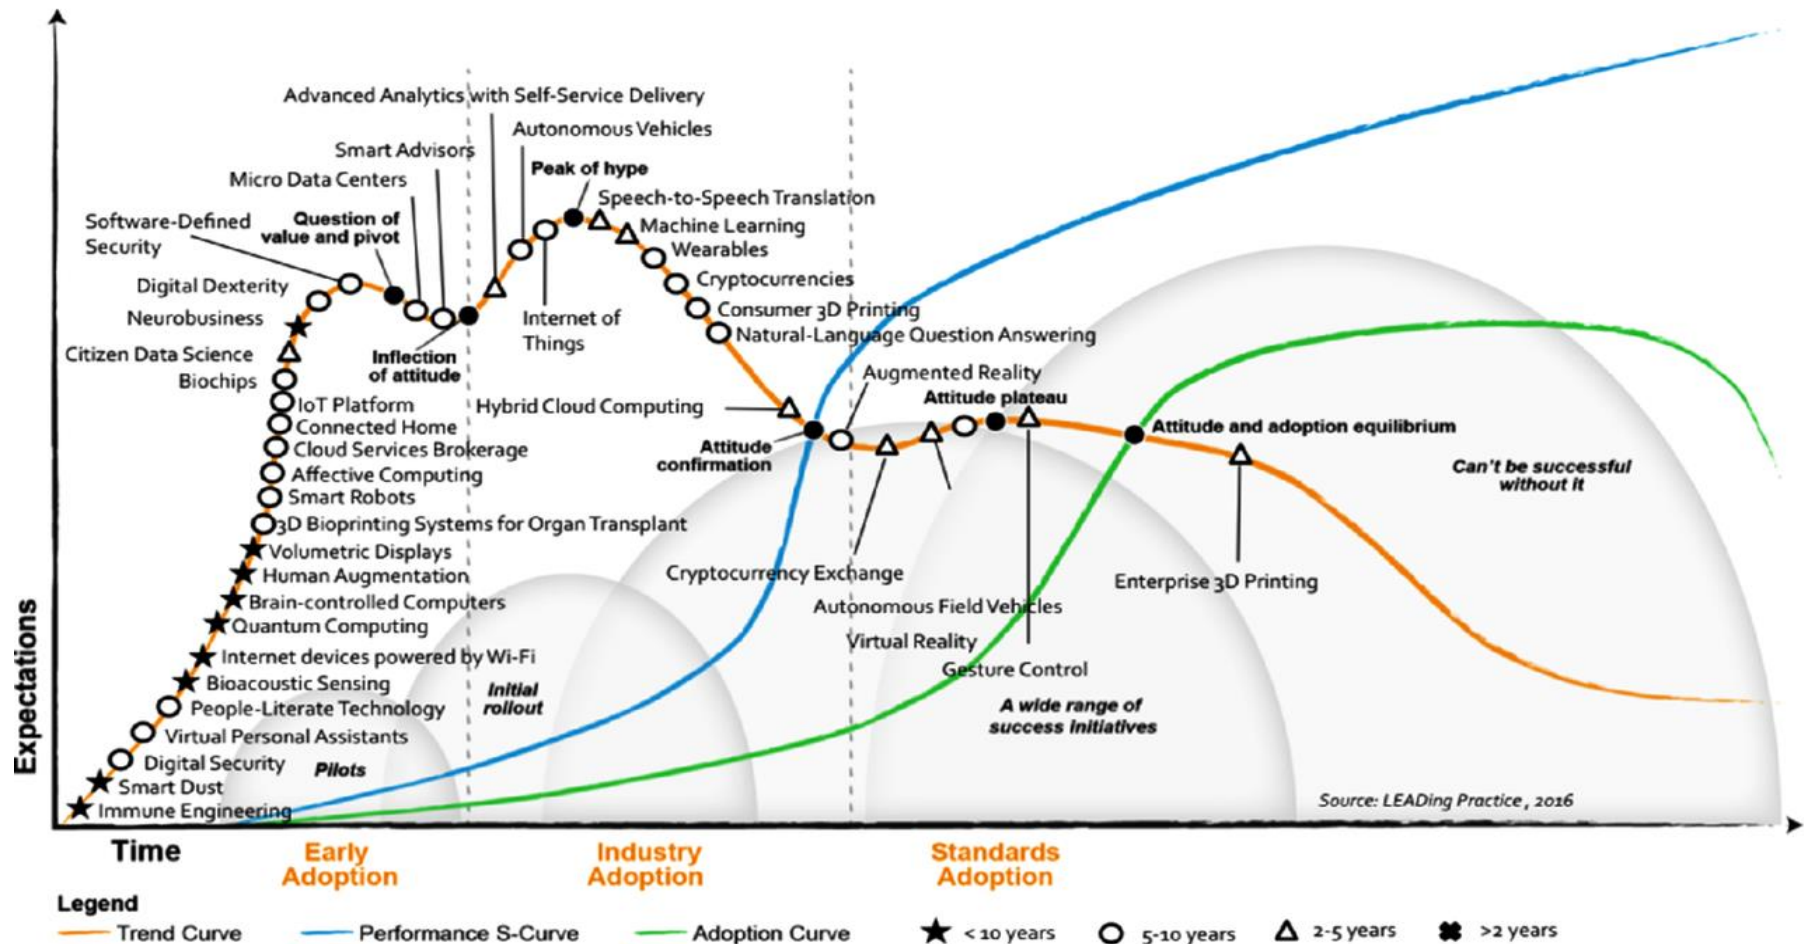 Advanced Analytics with Self-Service Delivery
Autonomous Vehicles
Smart Advisors
Peak of hype
Micro Data Centers
Speech-to-Speech Translation
Software-Defined
Security
Question of
value and pivot
Machine Learning
Wearables
Digital Dexterity
Cryptocurrencies
Neurobusiness
Consumer 3D Printing
Internet of
Things
Natural-Language Question Answering
Citizen Data Science
Inflection
of attitude
Biochips
Augmented Reality
IoT Platform
Hybrid Cloud Computing
Attitude plateau
Connected Home
Attitude and adoption equilibrium
Cloud Services Brokerage
Attitude
confirmation
Affective Computing
Can't be successful
without it
Smart Robots
3D Bioprinting Systems for Organ Transplant
Volumetric Displays
Human Augmentation
Cryptocurrency Exchange
Enterprise 3D Printing
Brain-controlled Computers
Autonomous Field Vehicles
Quantum Computing
Virtual Reality
Internet devices powered by Wi-Fi
Gesture Control
Bioacoustic Sensing
Initial
rollout
People-Literate Technology
A wide range of
success initiatives
Virtual Personal Assistants
Digital Security
Pilots
Smart Dust
Immune Engineering
Source: LEADing Practice, 2016
Expectations
Time
Early
Adoption
Industry
Adoption
Standards
Adoption
Legend
Trend Curve
Performance S-Curve
Adoption Curve
< 10 years
5-10 years
2-5 years
>2 years